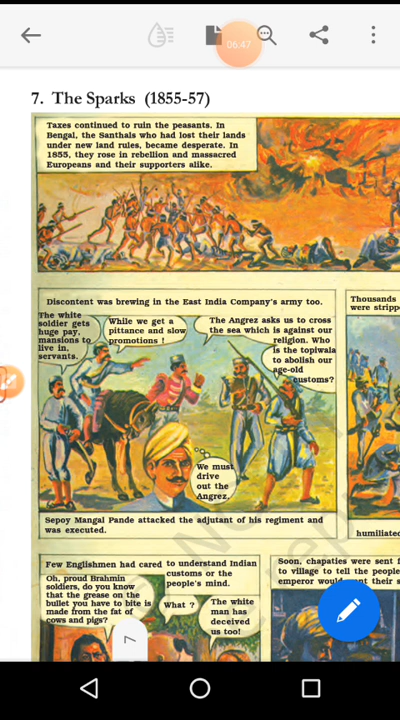 06:47
7. The Sparks (1855-57)
Taxes continued to ruin the peasants. In
Bengal, the Santhals who had lost their lands
under new land rules, became desperate. In
1855, they rose in rebellion and massacred
Europeans and their supporters alike.
Discontent was brewing in the East India Company's army too.
The white
soldier gets
huge pay,
mansions to
live in,
servants.
While we get a
pittance and slow
promotions !
The Angrez asks us to cross
the sea which is against our
religion. Who
is the topiwala
to abolish our
age-old
customs?
We must
drive
out the
Angrez.
Sepoy Mangal Pande attacked the adjutant of his regiment and
was executed.
Thousands
were
humiliated
Few Englishmen had cared to understand Indian
customs or the
people's mind.
Oh, proud Brahmin
soldiers, do you know
that the grease on the
bullet you have to bite is
made from the fat of
cows and pigs?
What ?
The white
man has
deceived
us too!
Soon, chapaties were sent
to village to tell the people
emperor their
7